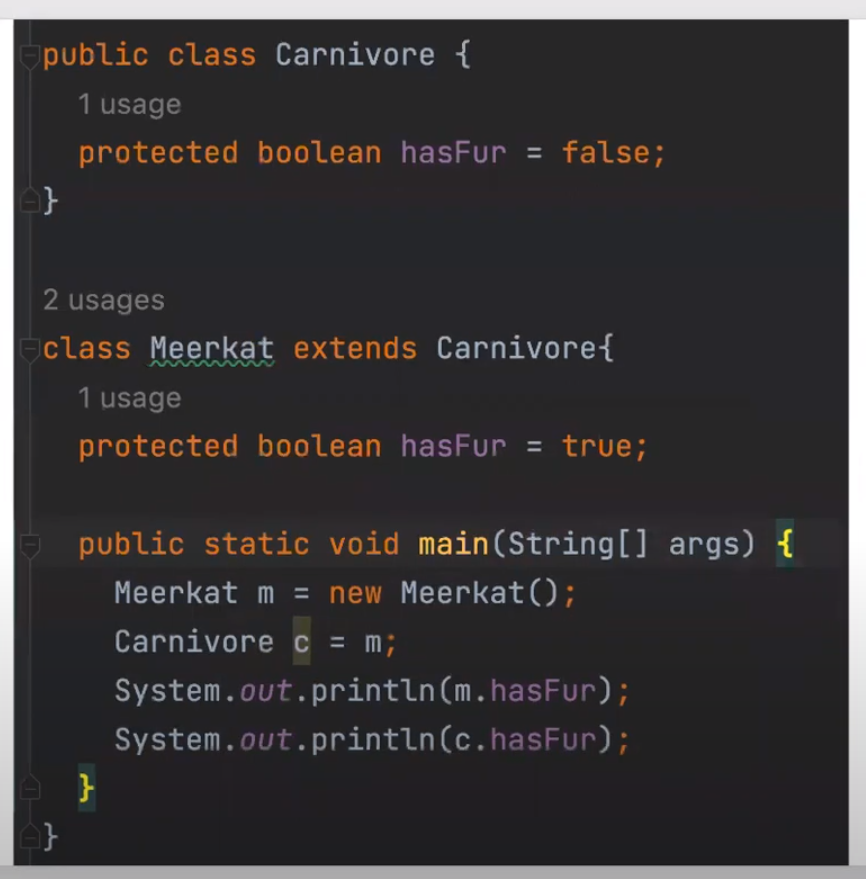 public class Carnivore {
1 usage
protected boolean hasFur = false;
}
2 usages
class Meerkat extends Carnivore{
1 usage
protected boolean hasFur = true;
public static void main(String[] args) {
Meerkat m = new Meerkat();
Carnivore c = m;
System.out.println(m.hasFur);
System.out.println(c.hasFur);
}
}